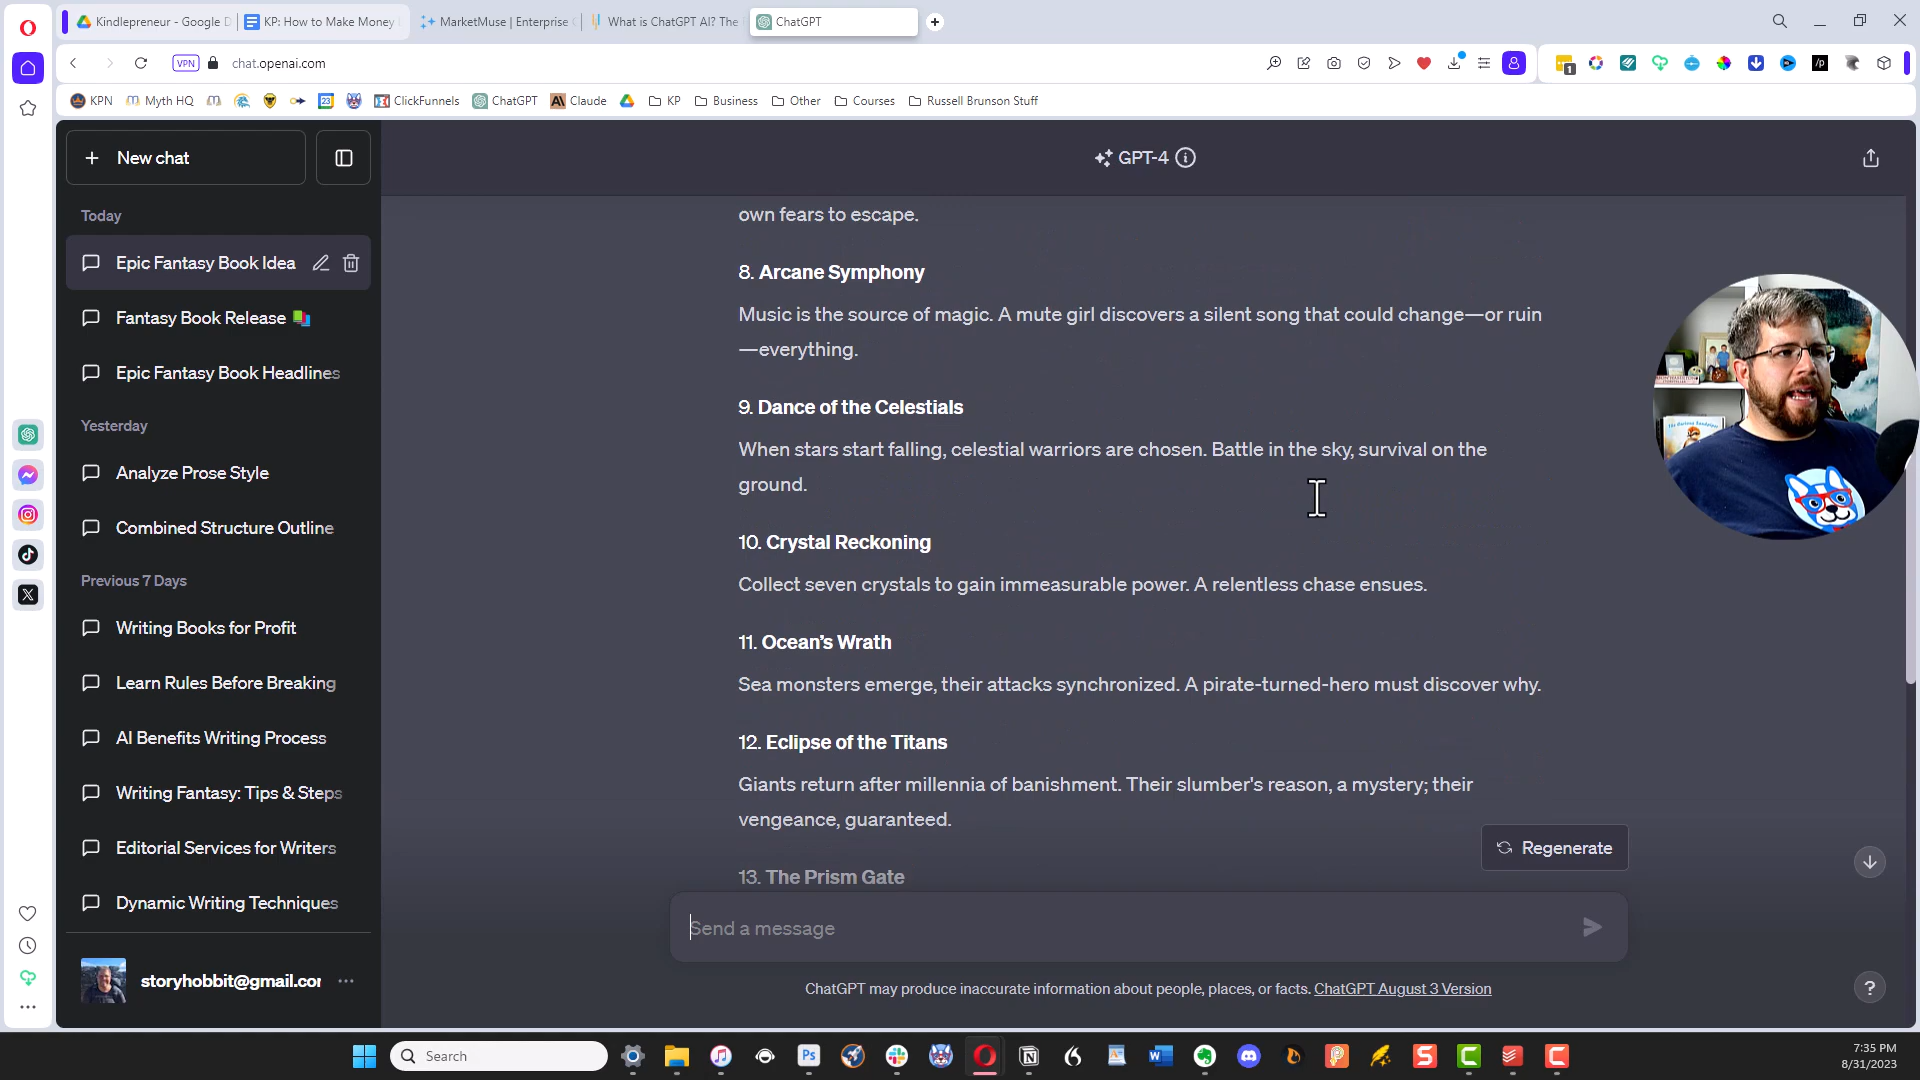 Kindlepreneur - Google D
KP: How to Make Money
MarketMuse | Enterprise
What is ChatGPT AI? The
ChatGPT
VPN
chat.openai.com
1
/p
KPN
Myth HQ
23
ClickFunnels
ChatGPT
Claude
KP
Business
Other
Courses
Russell Brunson Stuff
New chat
GPT-4
Today
Epic Fantasy Book Idea
Fantasy Book Release
Epic Fantasy Book Headlines
Yesterday
Analyze Prose Style
Combined Structure Outline
Previous 7 Days
Writing Books for Profit
Learn Rules Before Breaking
AI Benefits Writing Process
Writing Fantasy: Tips & Steps
Editorial Services for Writers
Dynamic Writing Techniques
storyhobbit@gmail.cor
own fears to escape.
8. Arcane Symphony
Music is the source of magic. A mute girl discovers a silent song that could change—or ruin
—everything.
9. Dance of the Celestials
When stars start falling, celestial warriors are chosen. Battle in the sky, survival on the
ground.
10. Crystal Reckoning
Collect seven crystals to gain immeasurable power. A relentless chase ensues.
11. Ocean’s Wrath
Sea monsters emerge, their attacks synchronized. A pirate-turned-hero must discover why.
12. Eclipse of the Titans
Giants return after millennia of banishment. Their slumber's reason, a mystery; their
vengeance, guaranteed.
13. The Prism Gate
Regenerate
Send a message
ChatGPT may produce inaccurate information about people, places, or facts. ChatGPT August 3 Version
?
Search
Ps
7:35 PM
8/31/2023